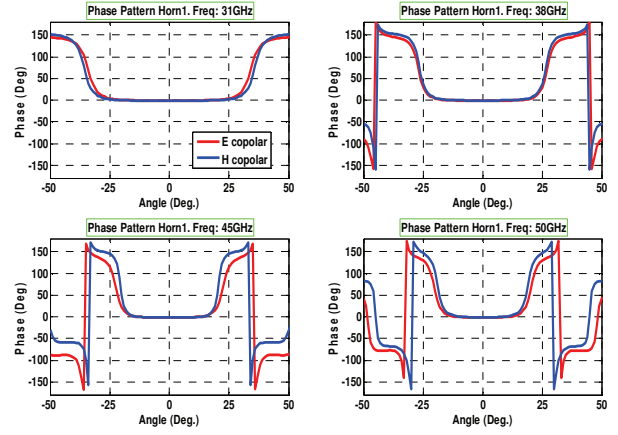 Phase Pattern Horn1. Freq: 31GHz
Phase Pattern Horn1. Freq: 38GHz
Phase (Deg)
150
100
50
0
-50
-100
-150
E copolar
H copolar
-50 -25 0 25 50
Angle (Deg.)
Phase (Deg)
150
100
50
0
-50
-100
-150
-50 -25 0 25 50
Angle (Deg.)
Phase Pattern Horn1. Freq: 45GHz
Phase Pattern Horn1. Freq: 50GHz
Phase (Deg)
150
100
50
0
-50
-100
-150
-50 -25 0 25 50
Angle (Deg.)
Phase (Deg)
150
100
50
0
-50
-100
-150
-50 -25 0 25 50
Angle (Deg.)